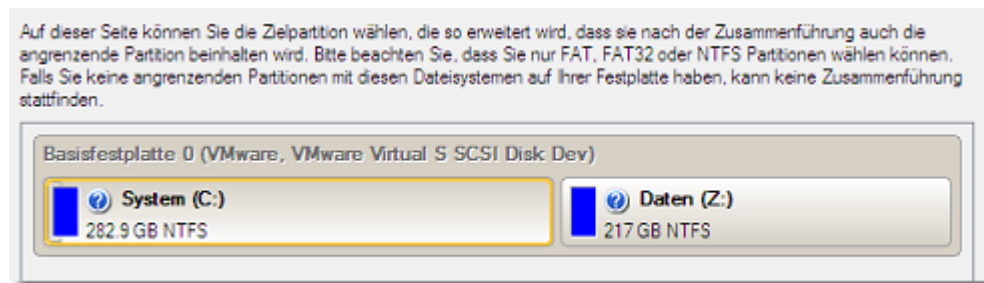 Auf dieser Seite können Sie die Zielpartition wählen, die so erweitert wird, dass sie nach der Zusammenführung auch die
angrenzende Partition beinhalten wird. Bitte beachten Sie, dass Sie nur FAT, FAT32 oder NTFS Partitionen wählen können.
Falls Sie keine angrenzenden Partitionen mit diesen Dateisystemen auf Ihrer Festplatte haben, kann keine Zusammenführung
stattfinden.
Basisfestplatte 0 (VMware, VMware Virtual S SCSI Disk Dev)
System (C:)
282.9 GB NTFS
Daten (Z:)
217 GB NTFS